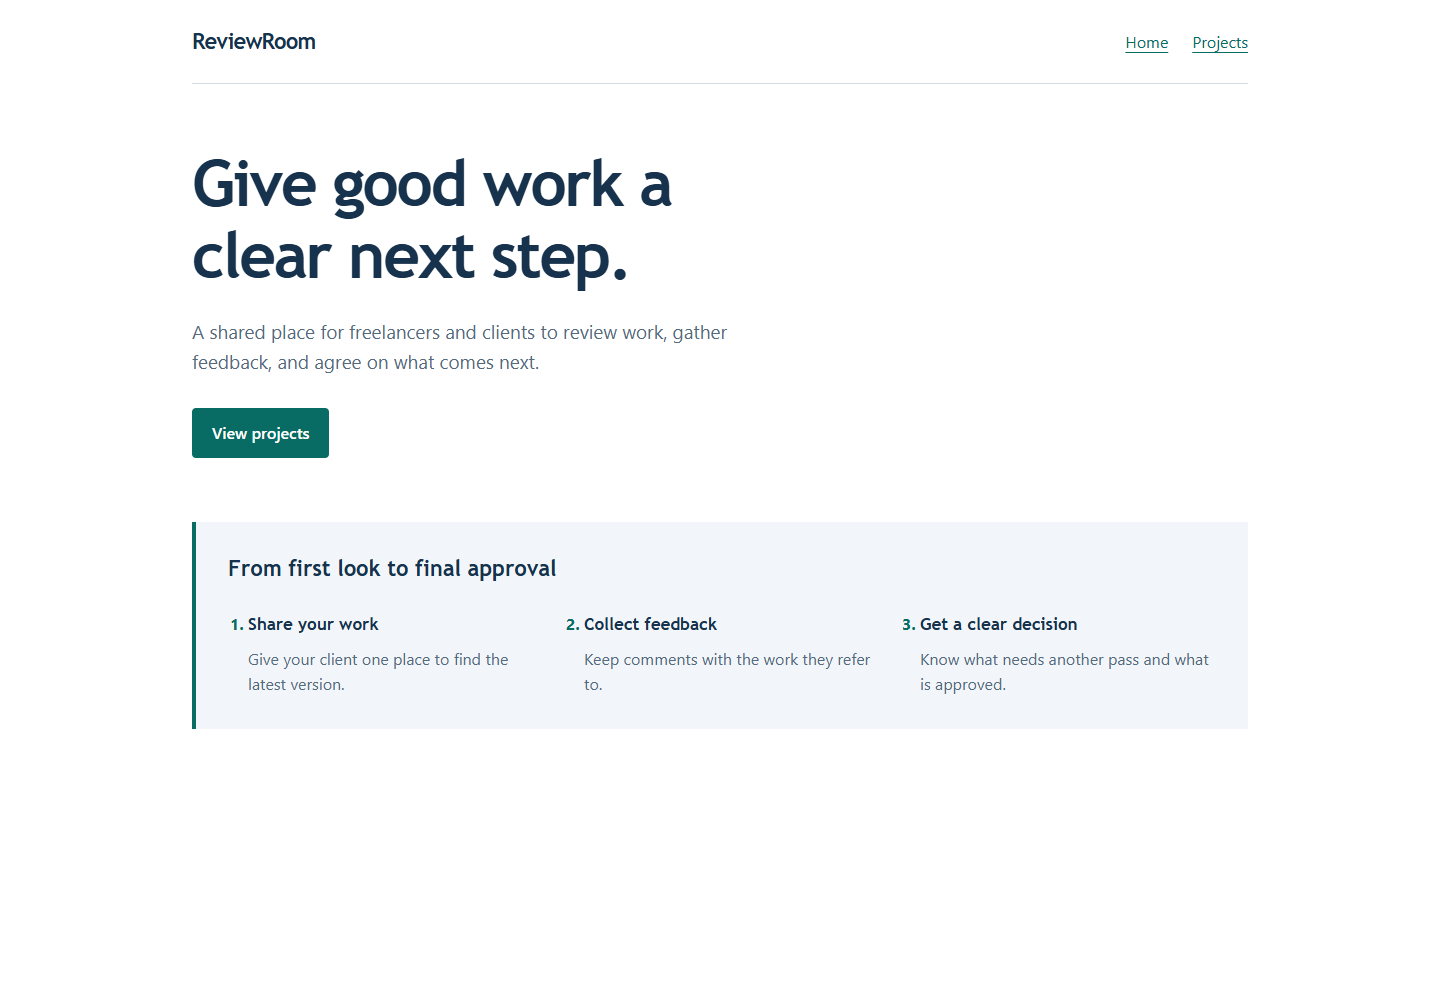 ReviewRoom
Home Projects
Give good work a
clear next step.
A shared place for freelancers and clients to review work, gather
feedback, and agree on what comes next.
View projects
From first look to final approval
1. Share your work
Give your client one place to find the
latest version.
2. Collect feedback
Keep comments with the work they refer
to.
3. Get a clear decision
Know what needs another pass and what
is approved.